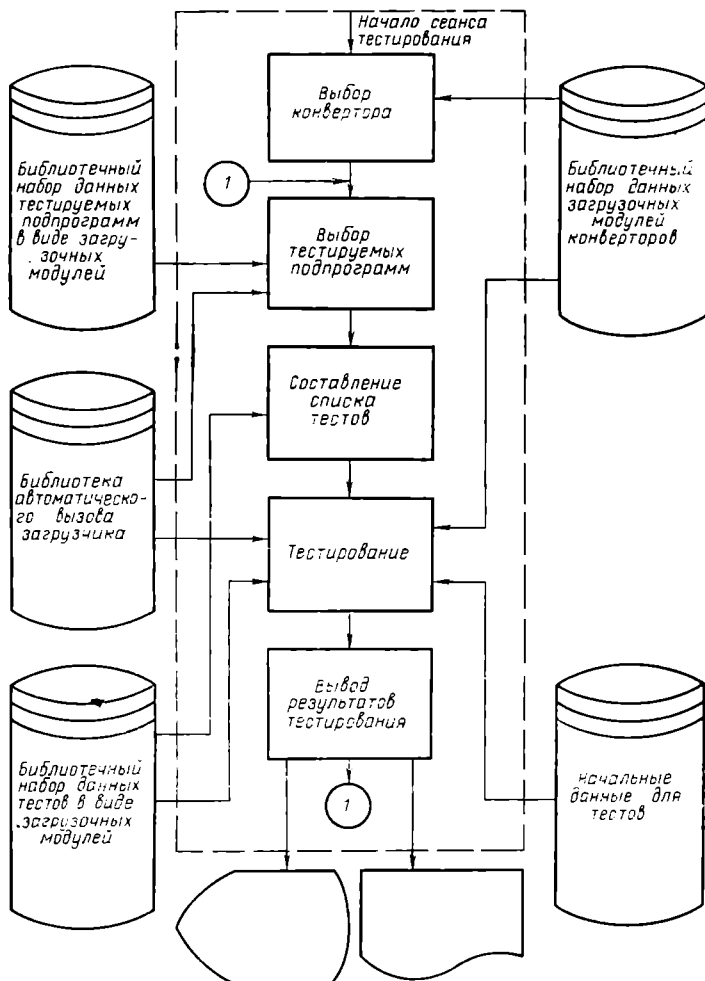 Начало сеанса
тестирования
Выбор
конвертора
1
Библиотечный
набор данных
тестируемых
подпрограмм
в виде загру-
зочных
модулей
Библиотечный
набор данных
загрузочных
модулей
конверторов
Выбор
тестируемых
подпрограмм
Составление
списка
тестов
Библиотека
автоматическо-
го вызова
загрузчика
Тестирование
Вывод
результатов
тестирования
Библиотечный
набор данных
тестов в виде
загрузочных
модулей
1
Начальные
данные для
тестов